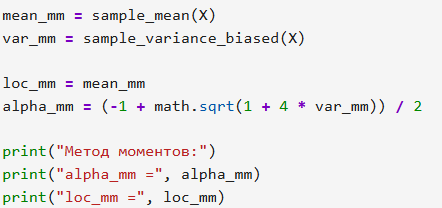 mean_mm = sample_mean(X)
var_mm = sample_variance_biased(X)
loc_mm = mean_mm
alpha_mm = (-1 + math.sqrt(1 + 4 * var_mm)) / 2
print("Метод моментов:")
print("alpha_mm =", alpha_mm)
print("loc_mm =", loc_mm)